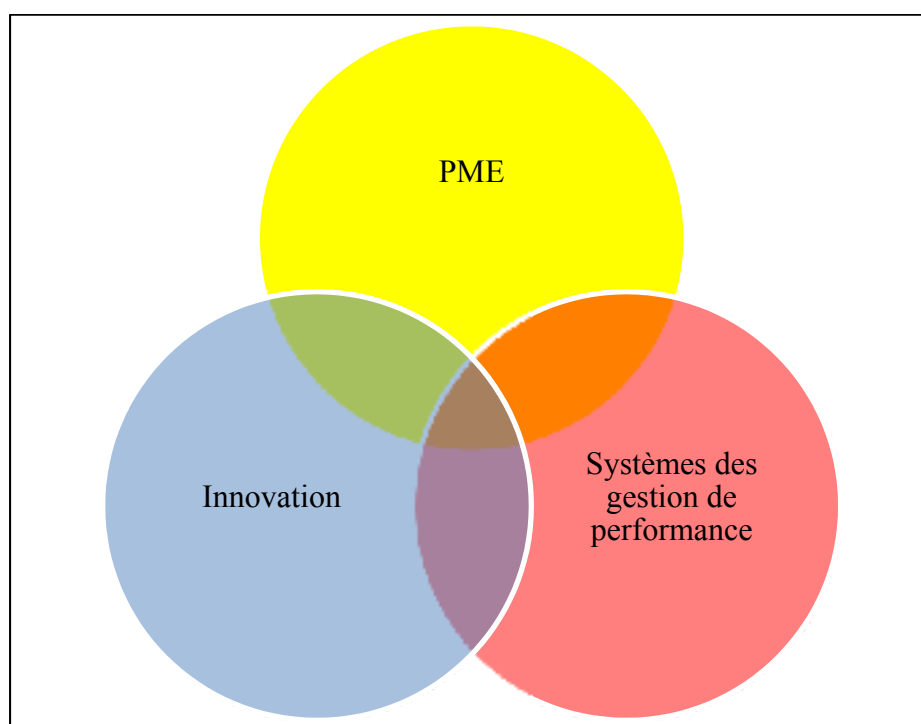 PME
Innovation
Systèmes des
gestion de
performance